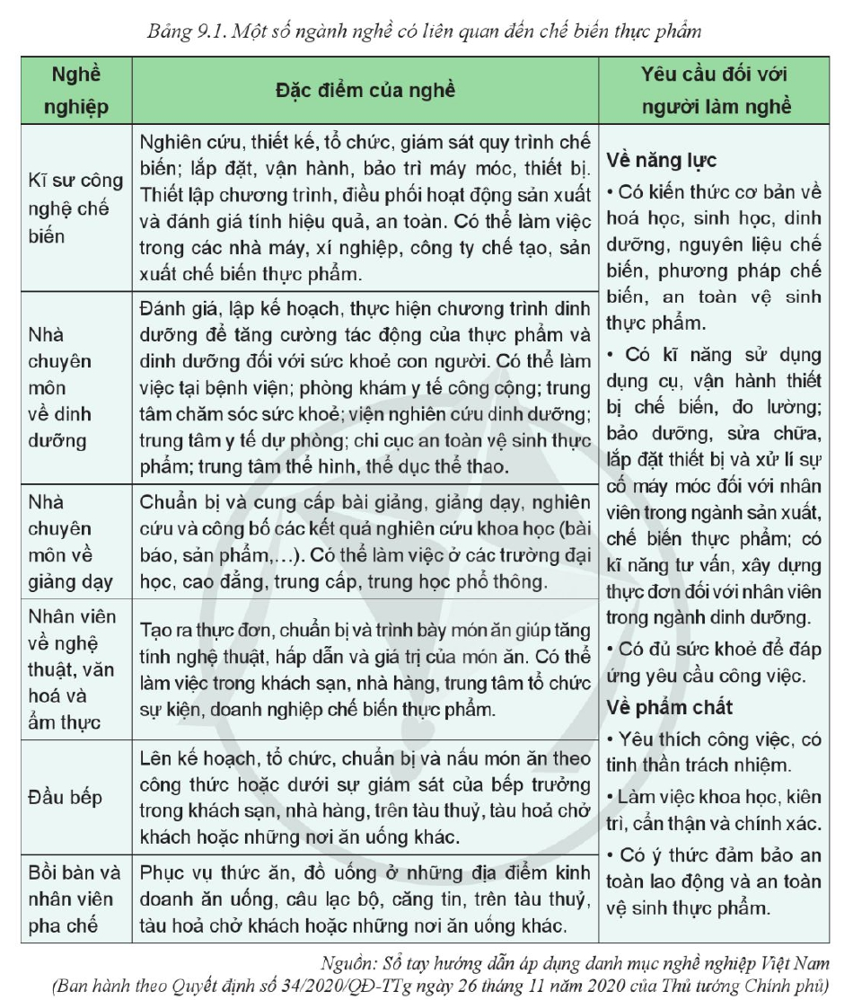 Bảng 9.1. Một số ngành nghề có liên quan đến chế biến thực phẩm
Nghề
nghiệp
Đặc điểm của nghề
Yêu cầu đối với
người làm nghề
Kĩ sư công
nghệ chế
biến
Nghiên cứu, thiết kế, tổ chức, giám sát quy trình chế
biến; lắp đặt, vận hành, bảo trì máy móc, thiết bị.
Thiết lập chương trình, điều phối hoạt động sản xuất
và đánh giá tính hiệu quả, an toàn. Có thể làm việc
trong các nhà máy, xí nghiệp, công ty chế tạo, sản
xuất chế biến thực phẩm.
Nhà
chuyên
môn
về dinh
dưỡng
Đánh giá, lập kế hoạch, thực hiện chương trình dinh
dưỡng để tăng cường tác động của thực phẩm và
dinh dưỡng đối với sức khoẻ con người. Có thể làm
việc tại bệnh viện; phòng khám y tế công cộng; trung
tâm chăm sóc sức khoẻ; viện nghiên cứu dinh dưỡng;
trung tâm y tế dự phòng; chi cục an toàn vệ sinh thực
phẩm; trung tâm thể hình, thể dục thể thao.
Nhà
chuyên
môn về
giảng dạy
Chuẩn bị và cung cấp bài giảng, giảng dạy, nghiên
cứu và công bố các kết quả nghiên cứu khoa học (bài
báo, sản phẩm,...). Có thể làm việc ở các trường đại
học, cao đẳng, trung cấp, trung học phổ thông.
Nhân viên
về nghệ
thuật, văn
hoá và
ẩm thực
Tạo ra thực đơn, chuẩn bị và trình bày món ăn giúp tăng
tính nghệ thuật, hấp dẫn và giá trị của món ăn. Có thể
làm việc trong khách sạn, nhà hàng, trung tâm tổ chức
sự kiện, doanh nghiệp chế biến thực phẩm.
Đầu bếp
Lên kế hoạch, tổ chức, chuẩn bị và nấu món ăn theo
công thức hoặc dưới sự giám sát của bếp trưởng
trong khách sạn, nhà hàng, trên tàu thuỷ, tàu hoả chở
khách hoặc những nơi ăn uống khác.
Bồi bàn và
nhân viên
pha chế
Phục vụ thức ăn, đồ uống ở những địa điểm kinh
doanh ăn uống, câu lạc bộ, căng tin, trên tàu thuỷ,
tàu hoả chở khách hoặc những nơi ăn uống khác.
Về năng lực
• Có kiến thức cơ bản về
hoá học, sinh học, dinh
dưỡng, nguyên liệu chế
biến, phương pháp chế
biến, an toàn vệ sinh
thực phẩm.
• Có kĩ năng sử dụng
dụng cụ, vận hành thiết
bị chế biến, đo lường;
bảo dưỡng, sửa chữa,
lắp đặt thiết bị và xử lí sự
cố máy móc đối với nhân
viên trong ngành sản xuất,
chế biến thực phẩm; có
kĩ năng tư vấn, xây dựng
thực đơn đối với nhân viên
trong ngành dinh dưỡng.
• Có đủ sức khoẻ để đáp
ứng yêu cầu công việc.
Về phẩm chất
• Yêu thích công việc, có
tinh thần trách nhiệm.
• Làm việc khoa học, kiên
trì, cẩn thận và chính xác.
• Có ý thức đảm bảo an
toàn lao động và an toàn
vệ sinh thực phẩm.
Nguồn: Sổ tay hướng dẫn áp dụng danh mục nghề nghiệp Việt Nam
(Ban hành theo Quyết định số 34/2020/QĐ-TTg ngày 26 tháng 11 năm 2020 của Thủ tướng Chính phủ)